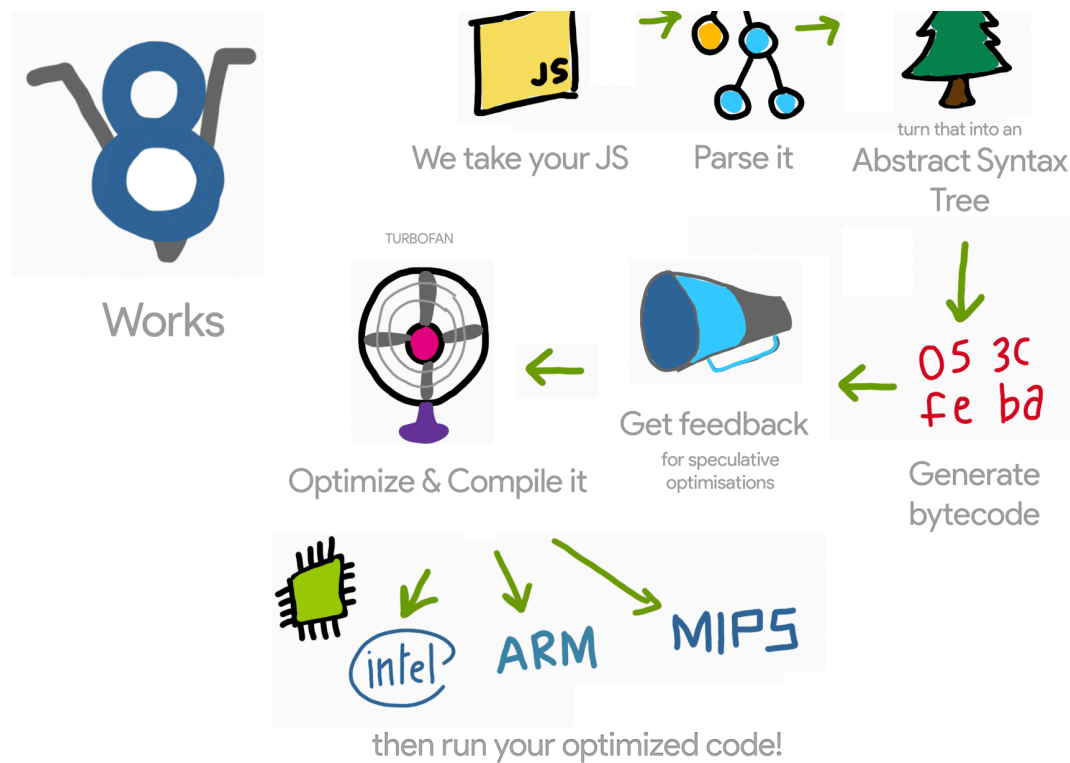 V8
Works
JS
We take your JS
Parse it
turn that into an
Abstract Syntax
Tree
05 3C
fe ba
Generate
bytecode
Get feedback
for speculative
optimisations
TURBOFAN
Optimize & Compile it
intel
ARM
MIPS
then run your optimized code!